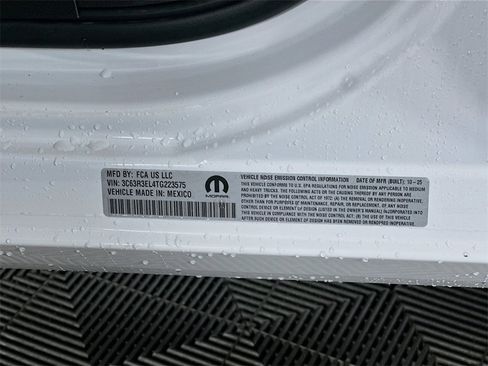 MFD BY: FCA US LLC
VIN: 3C63R3EL4TG223575
VEHICLE MADE IN: MEXICO
MOPAR
VEHICLE NOISE EMISSION CONTROL INFORMATION DATE OF MFR (BUILT): 10 - 25
THIS VEHICLE CONFORMS TO U.S. EPA REGULATIONS FOR NOISE EMISSION APPLICABLE TO MEDIUM
AND HEAVY TRUCKS. THE FOLLOWING ACTS OR THE CAUSING THEREOF BY ANY PERSON ARE
PROHIBITED BY THE NOISE CONTROL ACT OF 1972: (A) THE REMOVAL OR RENDERING INOPERATIVE,
OTHER THAN FOR PURPOSES OF MAINTENANCE, REPAIR, OR REPLACEMENT, OF ANY NOISE CONTROL
DEVICE OR ELEMENT OF DESIGN (LISTED IN THE OWNER'S MANUAL) INCORPORATED INTO THIS
VEHICLE IN COMPLIANCE WITH THE NOISE CONTROL ACT; (B) THE USE OF THIS VEHICLE AFTER
SUCH DEVICE OR ELEMENT OF DESIGN HAS BEEN REMOVED OR RENDERED INOPERATIVE.